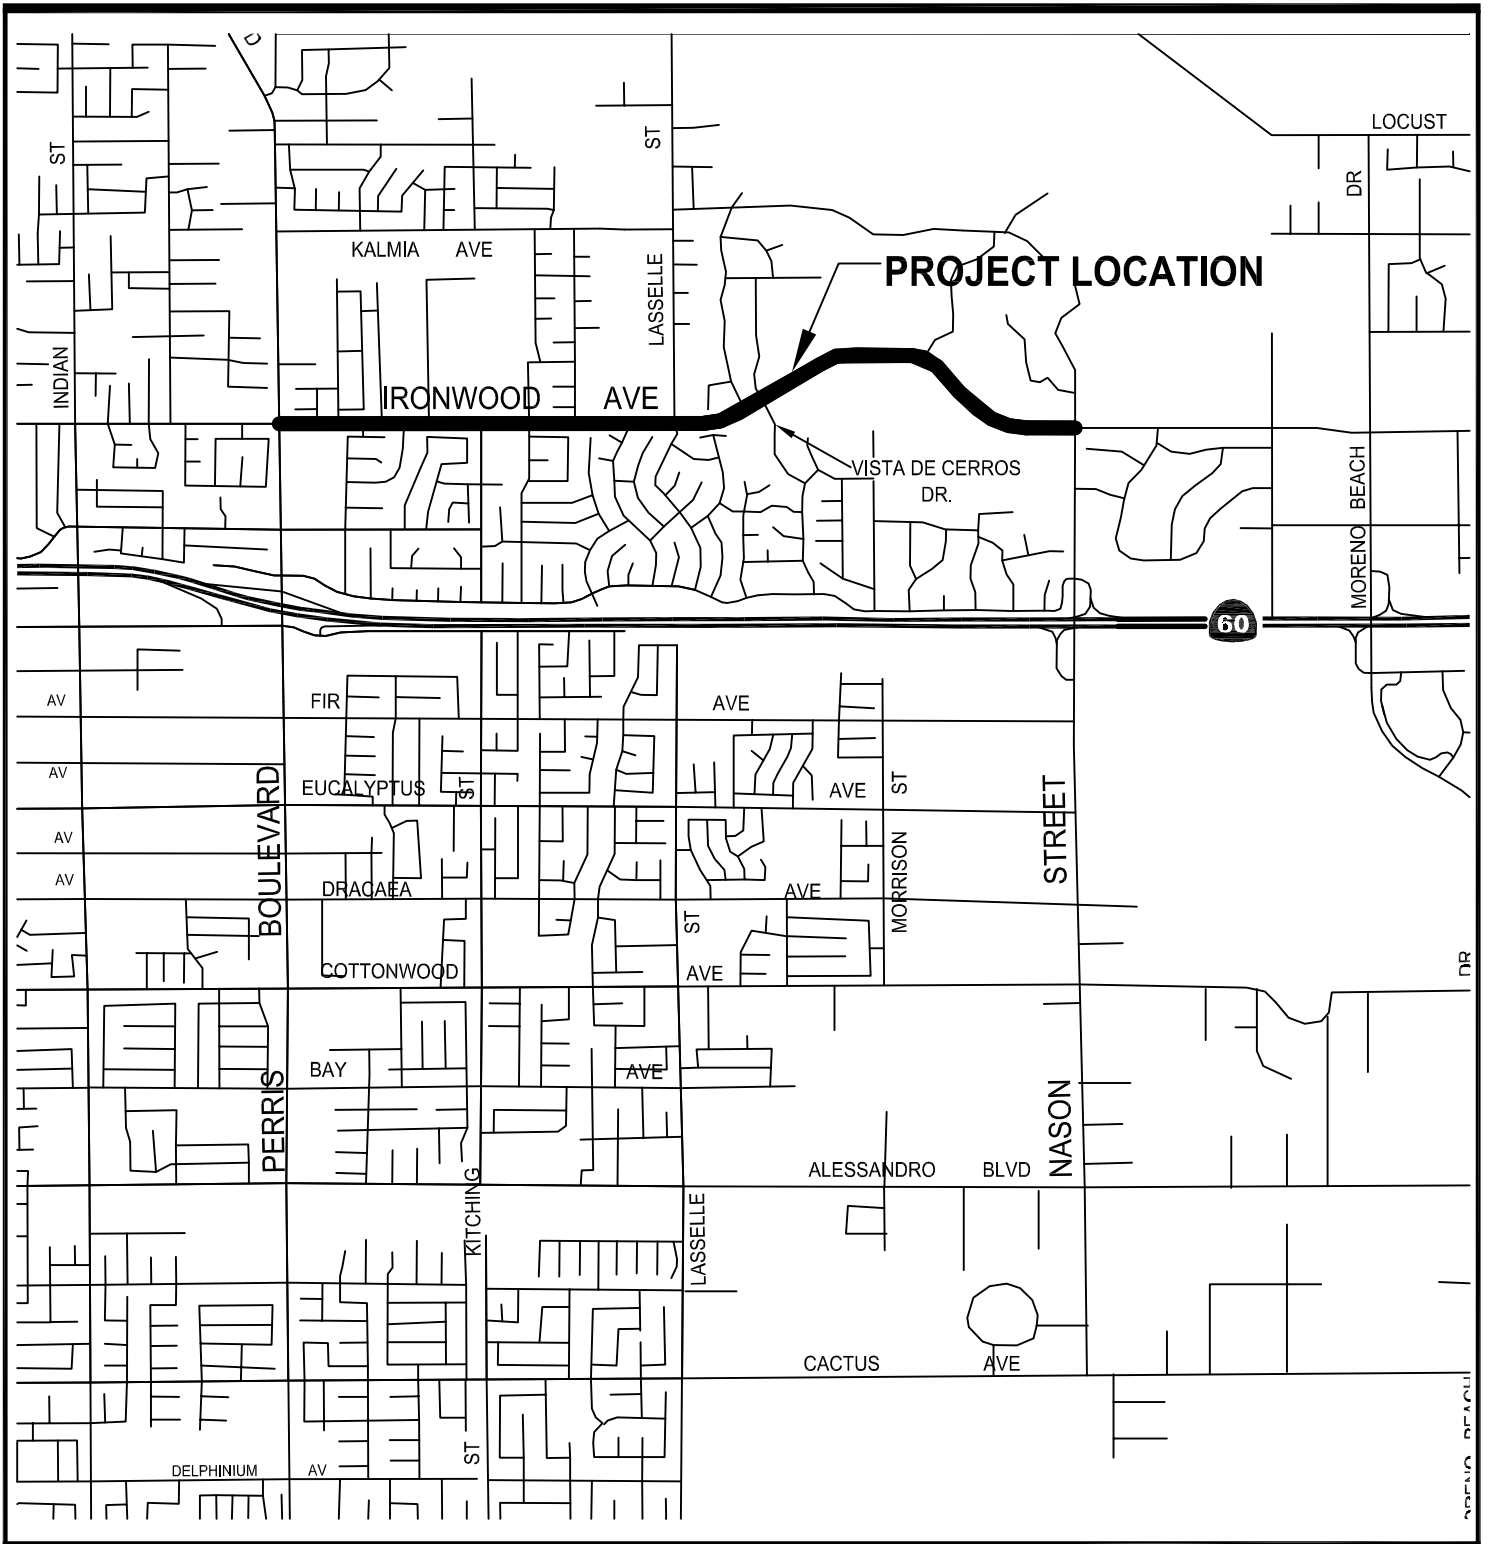 LOCUST
ST
ST
DR
KALMIA AVE
PROJECT LOCATION
LASSELLE
INDIAN
IRONWOOD AVE
VISTA DE CERROS
DR.
MORENO BEACH
60
AV
FIR
AVE
AV
BOULEVARD
EUCALYPTUS
ST
AVE
ST
STREET
AV
AV
DRACAEA
AVE
MORRISON
ST
COTTONWOOD
AVE
DR
BAY
AVE
PERRIS
NASON
ALESSANDRO BLVD
KITCHING
LASSELLE
CACTUS AVE
ST
DELPHINIUM AV